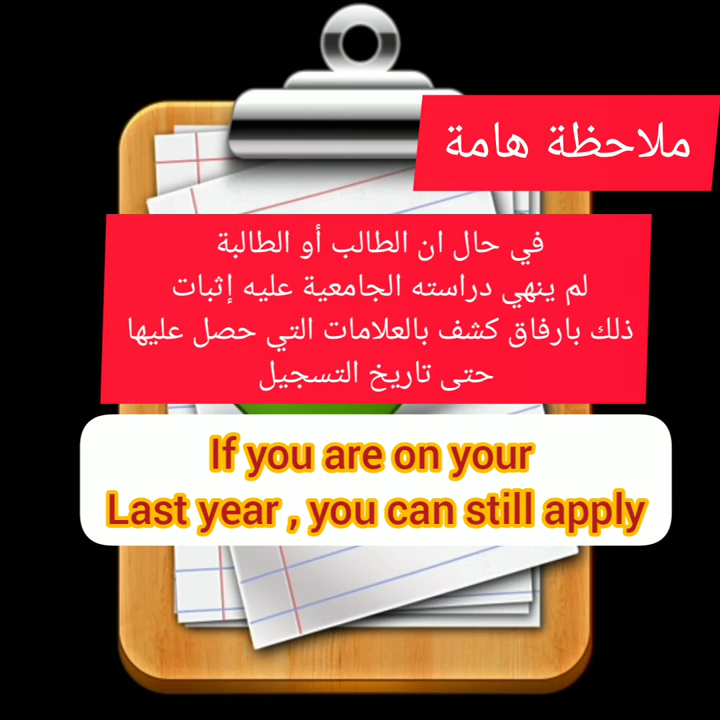 ملاحظة هامة
في حال ان الطالب أو الطالبة
لم ينهي دراسته الجامعية عليه إثبات
ذلك بارفاق كشف بالعلامات التي حصل عليها
حتى تاريخ التسجيل
If you are on your
Last year , you can still apply